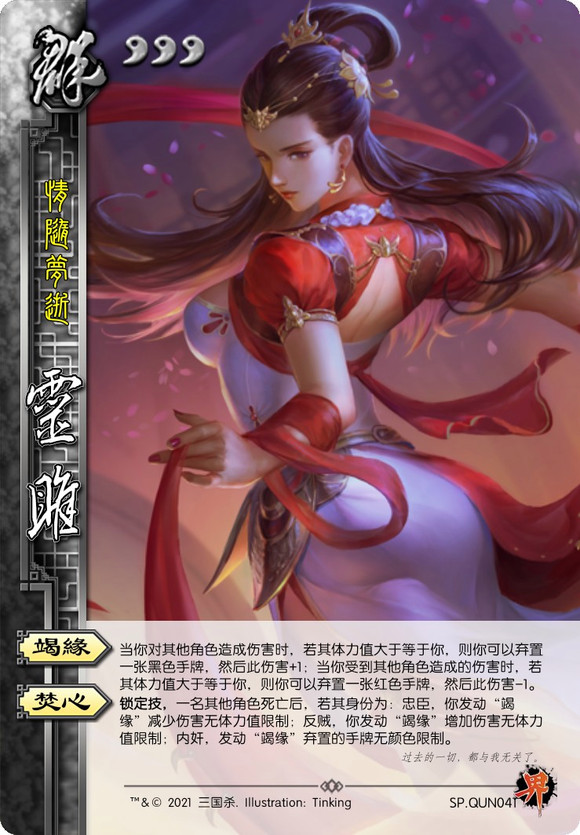 群
情隨夢逝
靈雎
竭緣
当你对其他角色造成伤害时，若其体力值大于等于你，则你可以弃置
一张黑色手牌，然后此伤害+1；当你受到其他角色造成的伤害时，若
其体力值大于等于你，则你可以弃置一张红色手牌，然后此伤害-1。
焚心
锁定技，一名其他角色死亡后，若其身份为：忠臣，你发动“竭
缘”减少伤害无体力值限制；反贼，你发动“竭缘”增加伤害无体力
值限制；内奸，发动“竭缘”弃置的手牌无颜色限制。
过去的一切，都与我无关了。
™&© 2021 三国杀. Illustration: Tinking
SP.QUN041
界